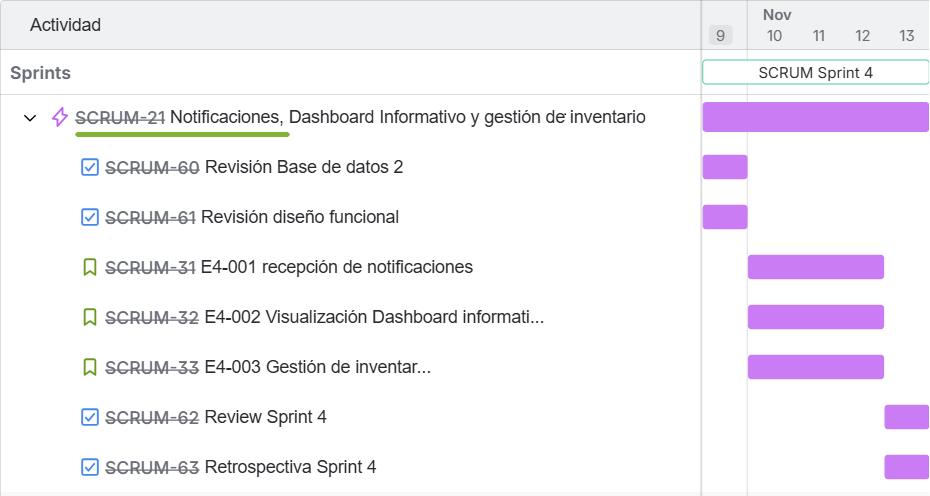 Actividad
Nov
9 10 11 12 13
Sprints
SCRUM Sprint 4
SCRUM-21 Notificaciones, Dashboard Informativo y gestión de inventario
SCRUM-60 Revisión Base de datos 2
SCRUM-61 Revisión diseño funcional
SCRUM-31 E4-001 recepción de notificaciones
SCRUM-32 E4-002 Visualización Dashboard informati...
SCRUM-33 E4-003 Gestión de inventar...
SCRUM-62 Review Sprint 4
SCRUM-63 Retrospectiva Sprint 4